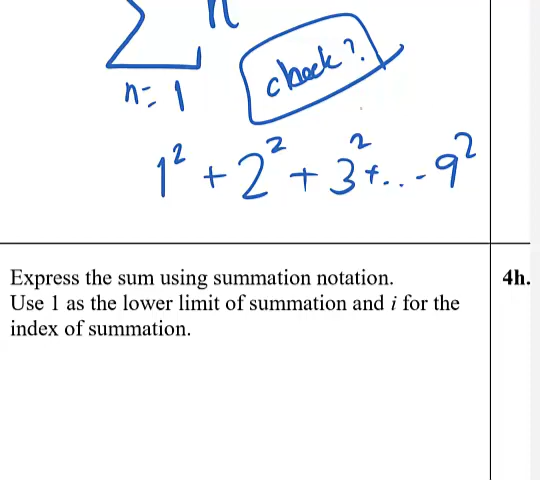 n
n = 1
check?
1² + 2² + 3² + ... - 9²
Express the sum using summation notation. 4h.
Use 1 as the lower limit of summation and i for the
index of summation.